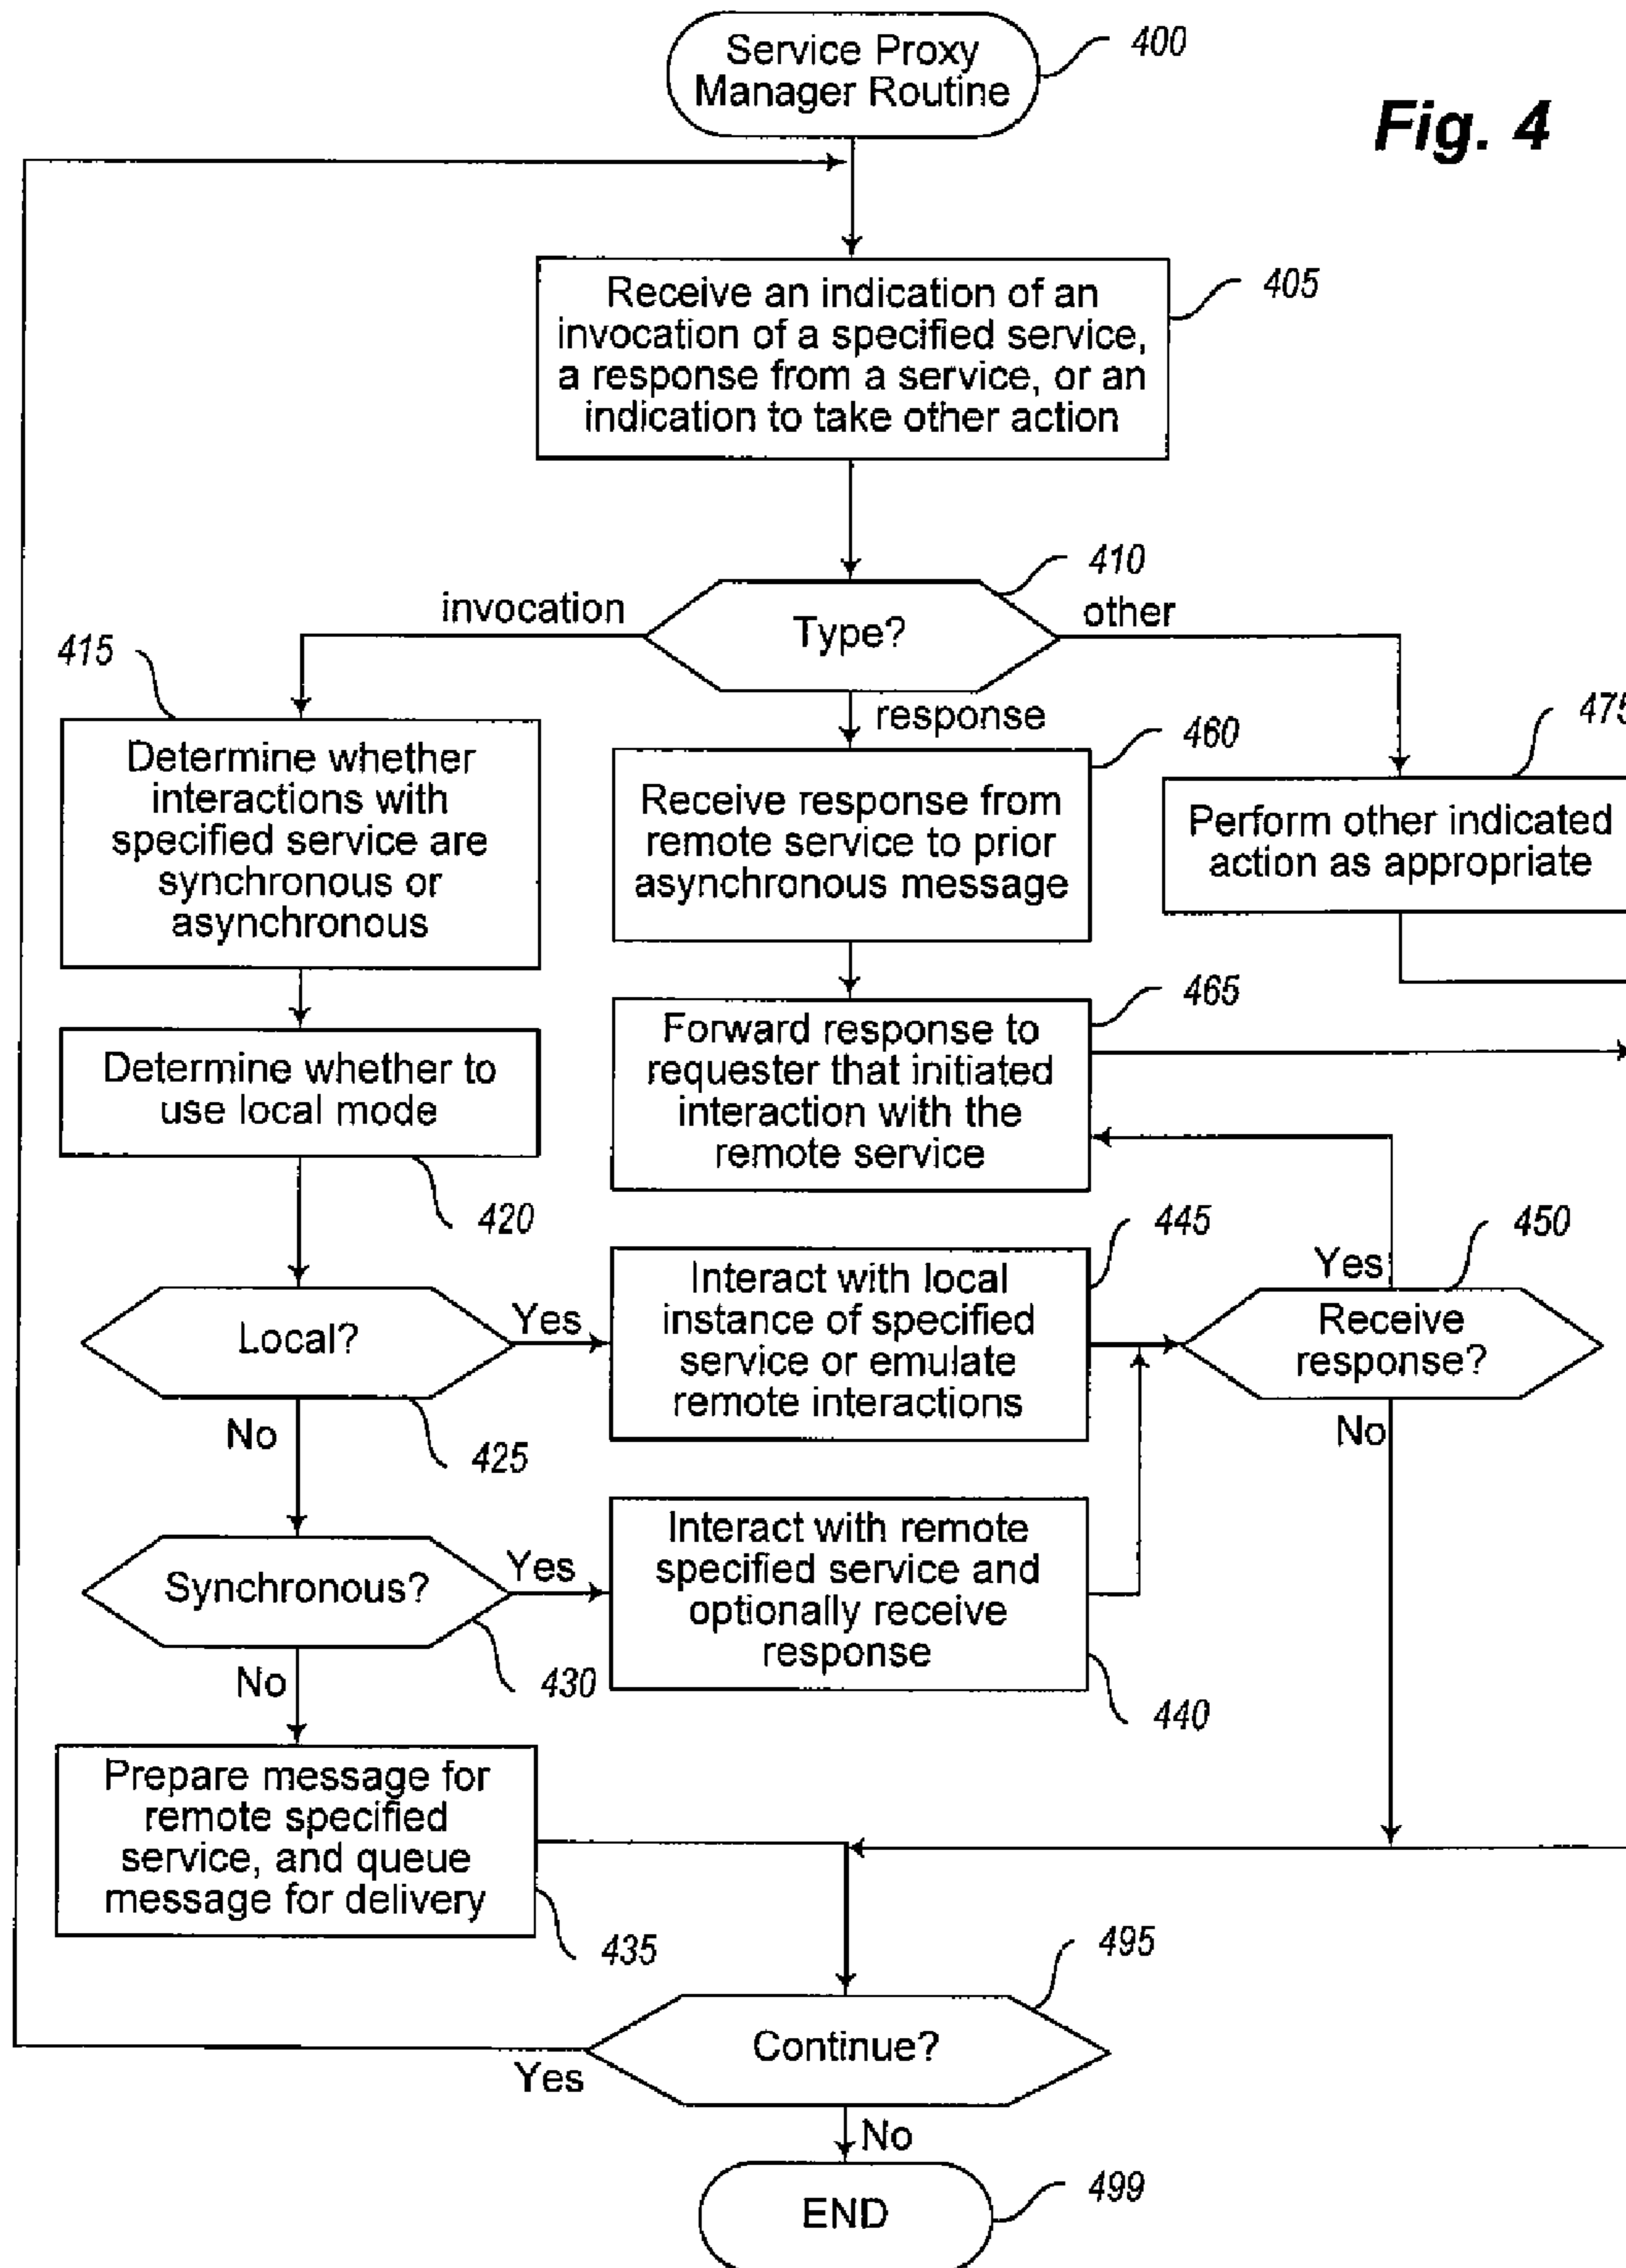 Service Proxy
Manager Routine
400
Fig. 4
Receive an indication of an
invocation of a specified service,
a response from a service, or an
indication to take other action
405
410
invocation
Type?
other
415
response
Determine whether
interactions with
specified service are
synchronous or
asynchronous
460
Receive response from
remote service to prior
asynchronous message
475
Perform other indicated
action as appropriate
465
Forward response to
requester that initiated
interaction with the
remote service
Determine whether to
use local mode
420
445
450
Local?
Yes
Interact with local
instance of specified
service or emulate
remote interactions
Yes
Receive
response?
No
No
425
Synchronous?
Yes
Interact with remote
specified service and
optionally receive
response
No
430
440
Prepare message for
remote specified
service, and queue
message for delivery
435
495
Continue?
Yes
No
END
499